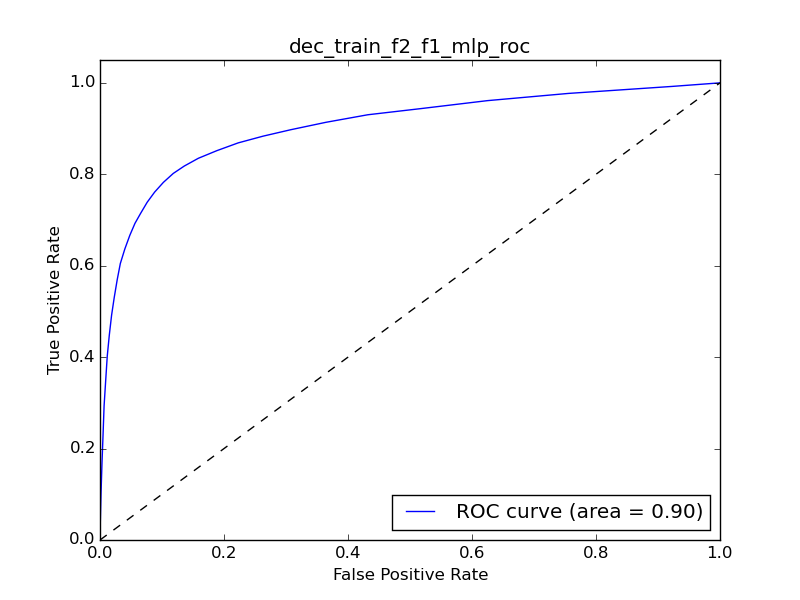 dec_train_f2_f1_mlp_roc
1.0
0.8
0.6
0.4
0.2
0.0
True Positive Rate
0.0 0.2 0.4 0.6 0.8 1.0
False Positive Rate
ROC curve (area = 0.90)